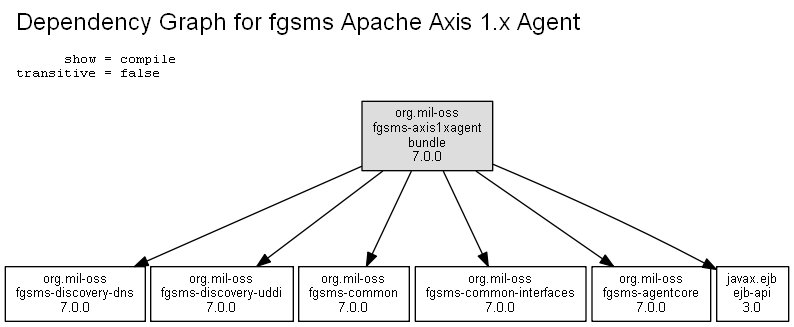 Dependency Graph for fgsms Apache Axis 1.x Agent
show = compile
transitive = false
org.mil-oss
fgsms-axis1xagent
bundle
7.0.0
org.mil-oss
fgsms-discovery-dns
7.0.0
org.mil-oss
fgsms-discovery-uddi
7.0.0
org.mil-oss
fgsms-common
7.0.0
org.mil-oss
fgsms-common-interfaces
7.0.0
org.mil-oss
fgsms-agentcore
7.0.0
javax.ejb
ejb-api
3.0